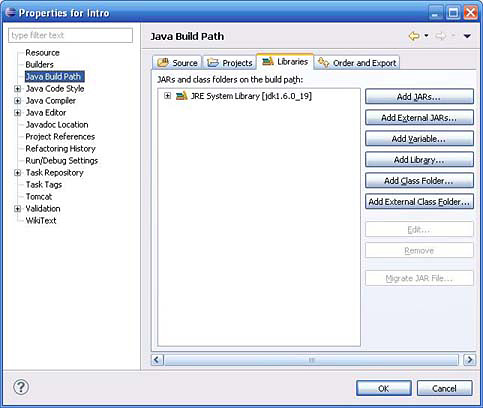 Properties for Intro
type filter text
Resource
Builders
Java Build Path
Java Code Style
Java Compiler
Java Editor
Javadoc Location
Project References
Refactoring History
Run/Debug Settings
Task Repository
Task Tags
Tomcat
Validation
WikiText
Java Build Path
Source Projects Libraries Order and Export
JARs and class folders on the build path:
JRE System Library [jdk1.6.0_19]
Add JARs...
Add External JARs...
Add Variable...
Add Library...
Add Class Folder...
Add External Class Folder...
Edit...
Remove
Migrate JAR File...
OK Cancel